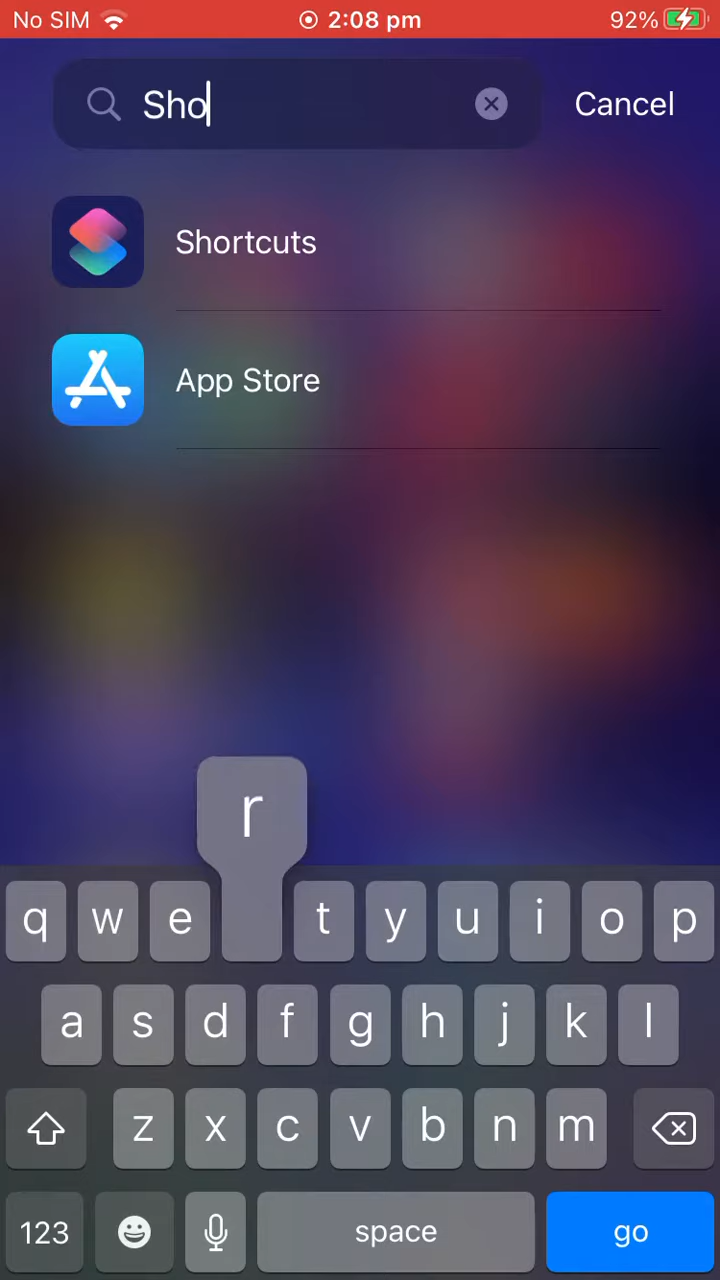 No SIM 2:08 pm 92%
Sho Cancel
Shortcuts
App Store
r
q w e t y u i o p
a s d f g h j k l
z x c v b n m
123 space go